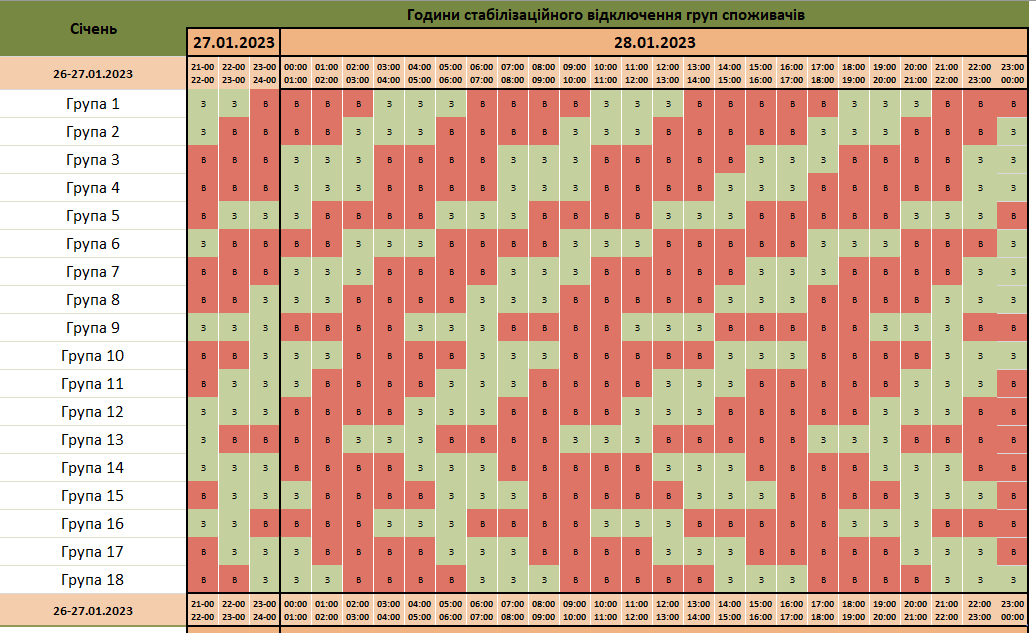 Січень
Години стабілізаційного відключення груп споживачів
27.01.2023 28.01.2023
26-27.01.2023
21-00 22-00 23-00 00:00 01:00 02:00 03:00 04:00 05:00 06:00 07:00 08:00 09:00 10:00 11:00 12:00 13:00 14:00 15:00 16:00 17:00 18:00 19:00 20:00 21:00 22:00 23:00
22-00 23-00 24-00 01:00 02:00 03:00 04:00 05:00 06:00 07:00 08:00 09:00 10:00 11:00 12:00 13:00 14:00 15:00 16:00 17:00 18:00 19:00 20:00 21:00 22:00 23:00 00:00
Група 1 З З В В В В З З З В В В В З З З В В В В В З З З В В В
Група 2 З В В В В З З З В В В В З З З В В В В В З З З В В В З
Група 3 В В В З З З В В В В З З З В В В В В З З З В В В В З З
Група 4 В В В З З З В В В В З З З В В В В З З З В В В В В З З
Група 5 В З З З В В В В З З З В В В В З З З В В В В В З З З В
Група 6 З В В В В З З З В В В В З З З В В В В В З З З В В В З
Група 7 В В В З З З В В В В З З З В В В В В З З З В В В В З З
Група 8 В В З З З В В В В З З З В В В В В З З З В В В В З З З
Група 9 З З З В В В В З З З В В В В З З З В В В В В З З З В В
Група 10 В В З З З В В В В З З З В В В В В З З З В В В В З З З
Група 11 В З З З В В В В З З З В В В В З З З В В В В В З З З В
Група 12 З З З В В В В З З З В В В В З З З В В В В В З З З В В
Група 13 З В В В В З З З В В В В З З З В В В В В З З З В В В З
Група 14 З З З В В В В З З З В В В В В З З З В В В В З З З В В
Група 15 В З З З В В В В З З З В В В В В З З З В В В В З З З В
Група 16 З З В В В В З З З В В В В З З З В В В В В З З З В В В
Група 17 В З З З В В В В З З З В В В В З З З В В В В В З З З В
Група 18 В В З З З В В В В З З З В В В В В З З З В В В В З З З
26-27.01.2023
21-00 22-00 23-00 00:00 01:00 02:00 03:00 04:00 05:00 06:00 07:00 08:00 09:00 10:00 11:00 12:00 13:00 14:00 15:00 16:00 17:00 18:00 19:00 20:00 21:00 22:00 23:00
22-00 23-00 24-00 01:00 02:00 03:00 04:00 05:00 06:00 07:00 08:00 09:00 10:00 11:00 12:00 13:00 14:00 15:00 16:00 17:00 18:00 19:00 20:00 21:00 22:00 23:00 00:00